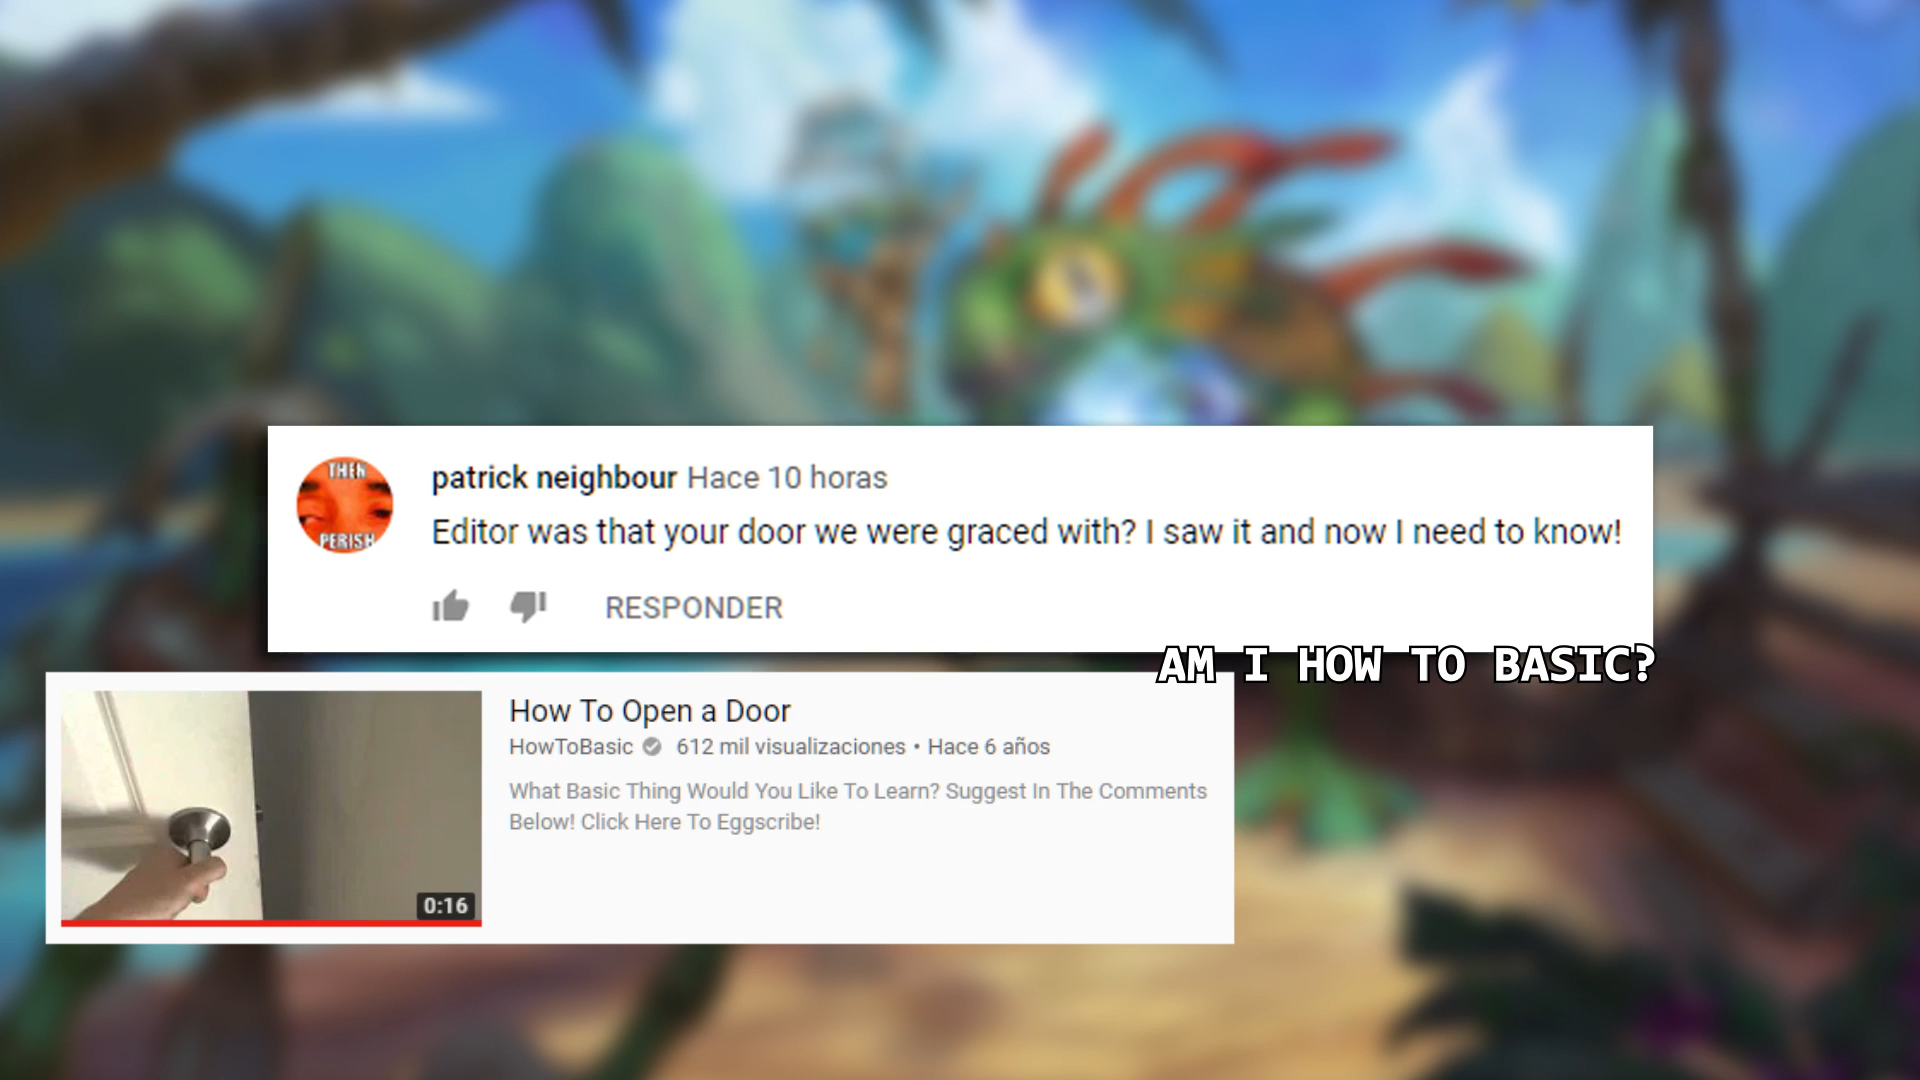 THEN
PERISH
patrick neighbour Hace 10 horas
Editor was that your door we were graced with? I saw it and now I need to know!
RESPONDER
AM I HOW TO BASIC?
How To Open a Door
HowToBasic 612 mil visualizaciones • Hace 6 años
What Basic Thing Would You Like To Learn? Suggest In The Comments
Below! Click Here To Eggscribe!
0:16